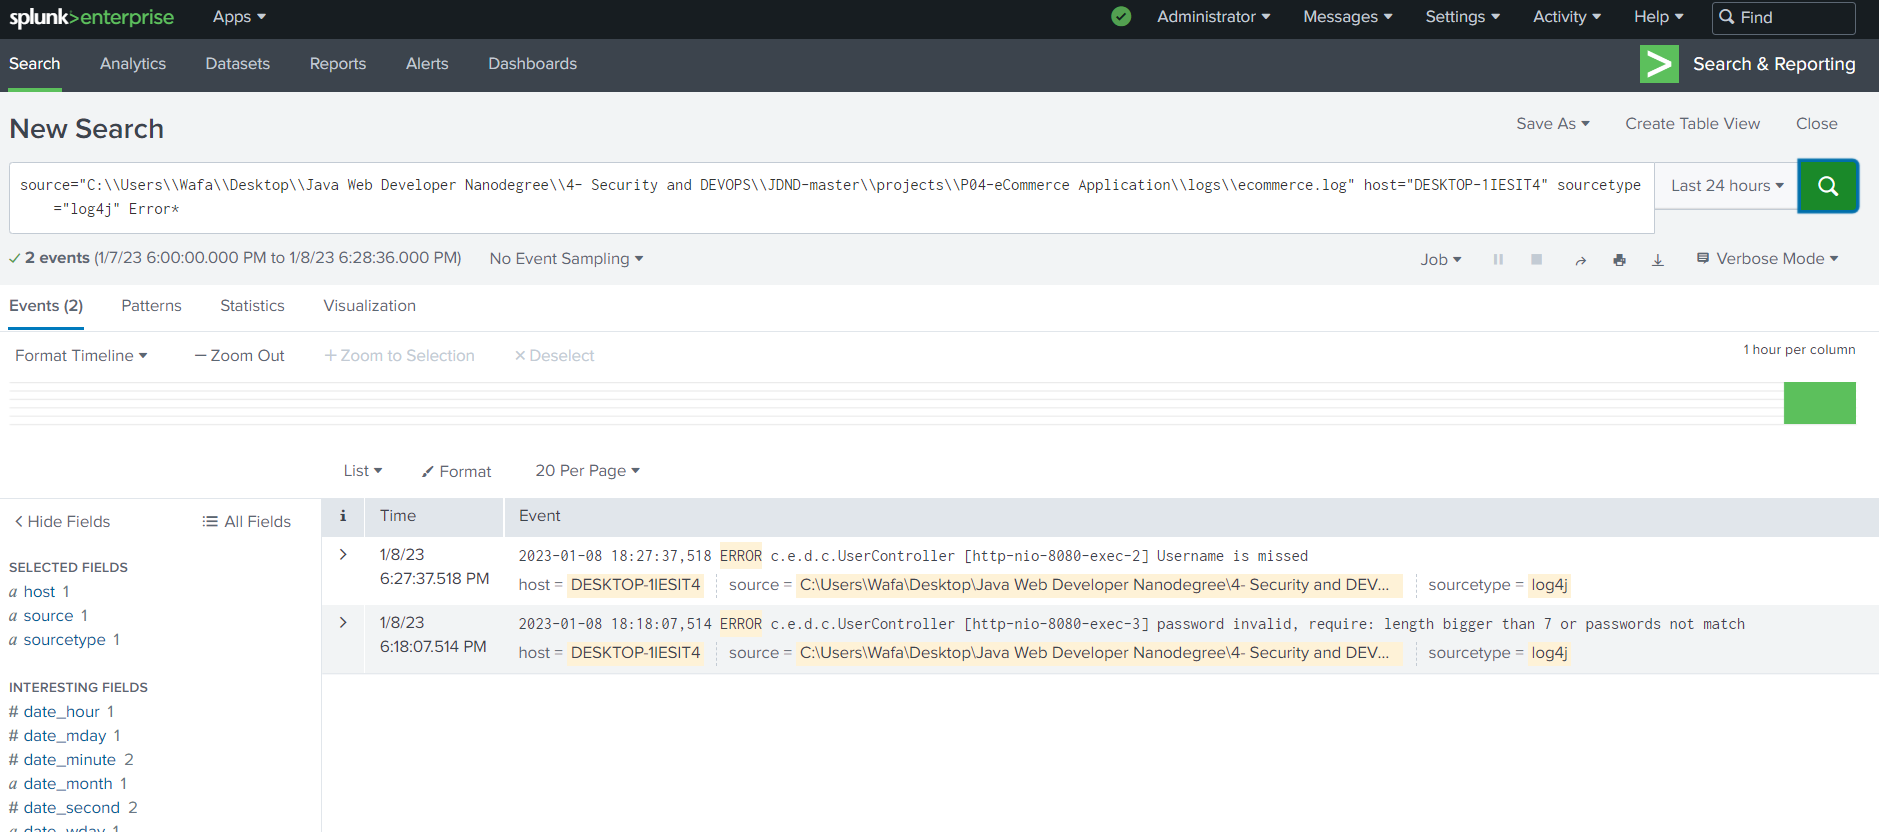 splunk>enterprise Apps Administrator Messages Settings Activity Help Find
Search Analytics Datasets Reports Alerts Dashboards Search & Reporting
New Search Save As Create Table View Close
source="C:\\Users\\Wafa\\Desktop\\Java Web Developer Nanodegree\\4- Security and DEVOPS\\JDND-master\\projects\\P04-eCommerce Application\\logs\\ecommerce.log" host="DESKTOP-1IESIT4" sourcetype Last 24 hours
="log4j" Error*
2 events (1/7/23 6:00:00.000 PM to 1/8/23 6:28:36.000 PM) No Event Sampling Job Verbose Mode
Events (2) Patterns Statistics Visualization
Format Timeline — Zoom Out + Zoom to Selection × Deselect 1 hour per column
List Format 20 Per Page
< Hide Fields All Fields i Time Event
SELECTED FIELDS
a host 1
a source 1
a sourcetype 1
INTERESTING FIELDS
# date_hour 1
# date_mday 1
# date_minute 2
a date_month 1
# date_second 2
a date_wday 1
> 1/8/23 2023-01-08 18:27:37,518 ERROR c.e.d.c.UserController [http-nio-8080-exec-2] Username is missed
6:27:37.518 PM host = DESKTOP-1IESIT4 source = C:\Users\Wafa\Desktop\Java Web Developer Nanodegree\4- Security and DEV... sourcetype = log4j
> 1/8/23 2023-01-08 18:18:07,514 ERROR c.e.d.c.UserController [http-nio-8080-exec-3] password invalid, require: length bigger than 7 or passwords not match
6:18:07.514 PM host = DESKTOP-1IESIT4 source = C:\Users\Wafa\Desktop\Java Web Developer Nanodegree\4- Security and DEV... sourcetype = log4j